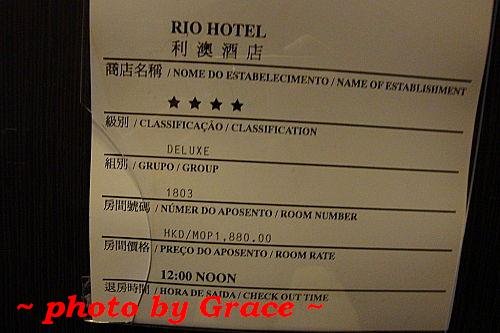 RIO HOTEL
利澳酒店
商店名稱 / NOME DO ESTABELECIMENTO / NAME OF ESTABLISHMENT
★ ★ ★ ★
級別 / CLASSIFICAÇÃO / CLASSIFICATION
DELUXE
組別 / GRUPO / GROUP
1803
房間號碼 / NÚMER DO APOSENTO / ROOM NUMBER
HKD/MOP1,880.00
房間價格 / PREÇO DO APOSENTO / ROOM RATE
12:00 NOON
退房時間 / HORA DE SAIDA / CHECK OUT TIME
~ photo by Grace ~